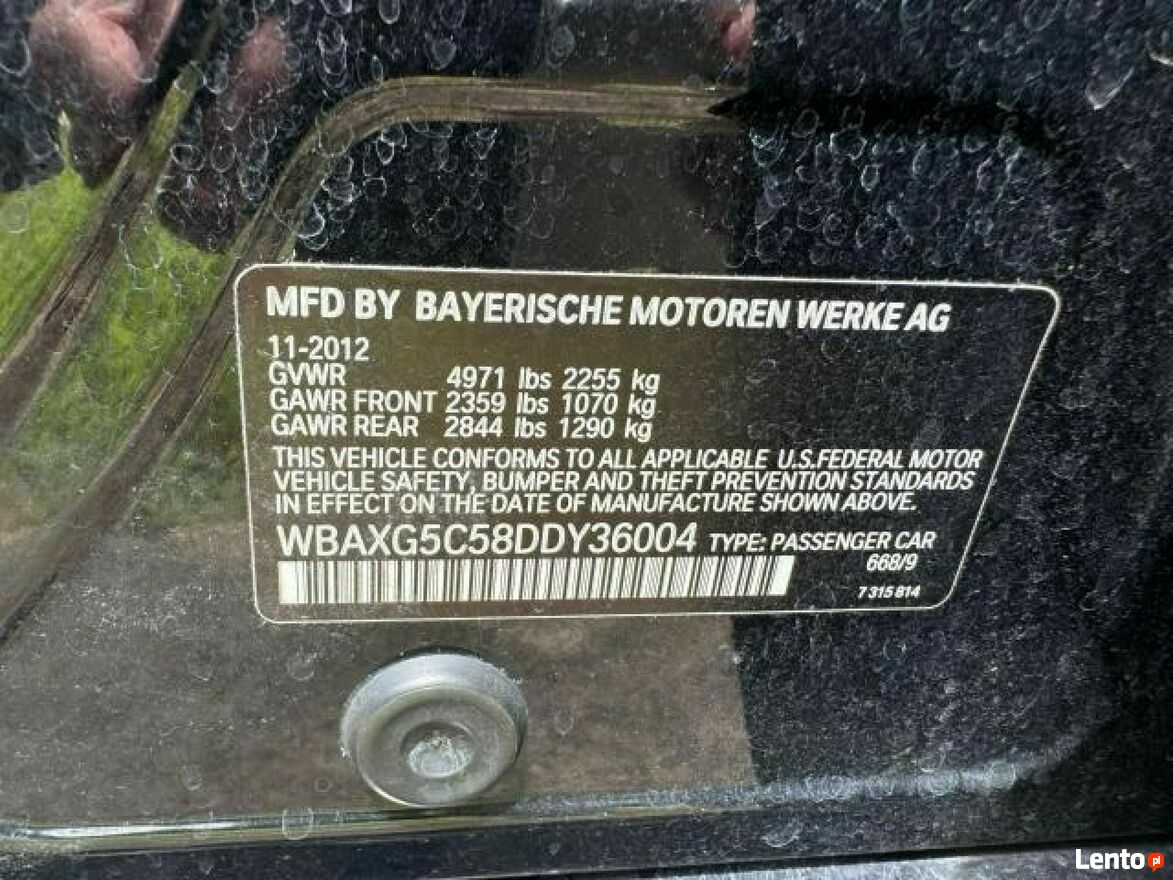 MFD BY BAYERISCHE MOTOREN WERKE AG
11-2012
GVWR 4971 lbs 2255 kg
GAWR FRONT 2359 lbs 1070 kg
GAWR REAR 2844 lbs 1290 kg
THIS VEHICLE CONFORMS TO ALL APPLICABLE U.S.FEDERAL MOTOR
VEHICLE SAFETY, BUMPER AND THEFT PREVENTION STANDARDS
IN EFFECT ON THE DATE OF MANUFACTURE SHOWN ABOVE.
WBAXG5C58DDY36004 TYPE: PASSENGER CAR
668/9
7 315 814
Lento.pl